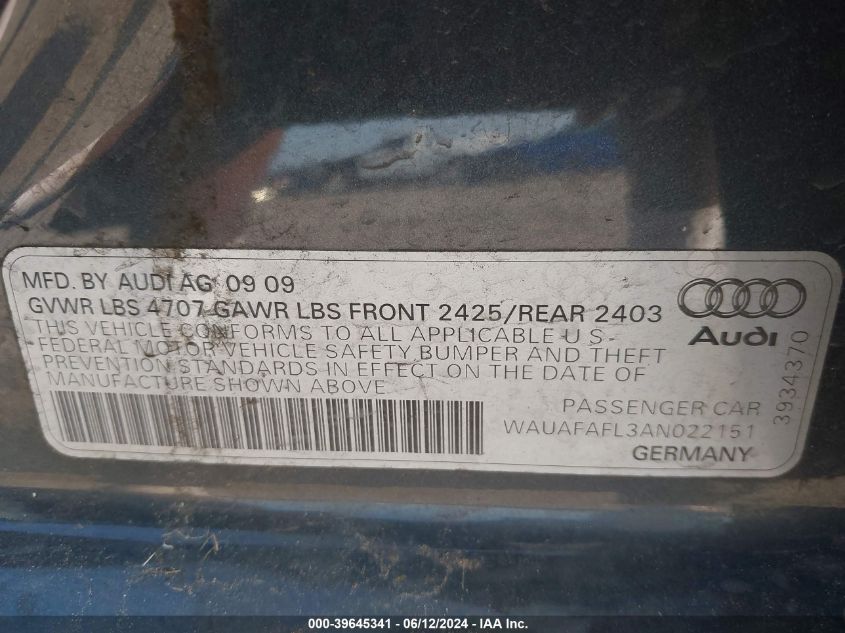 MFD. BY AUDI AG 09 09
GVWR LBS 4707 GAWR LBS FRONT 2425/REAR 2403
THIS VEHICLE CONFORMS TO ALL APPLICABLE U S
FEDERAL MOTOR VEHICLE SAFETY, BUMPER AND THEFT
PREVENTION STANDARDS IN EFFECT ON THE DATE OF
MANUFACTURE SHOWN ABOVE
Audi
3934370
PASSENGER CAR
WAUAFAFL3AN022151
GERMANY
000-39645341 - 06/12/2024 - IAA Inc.